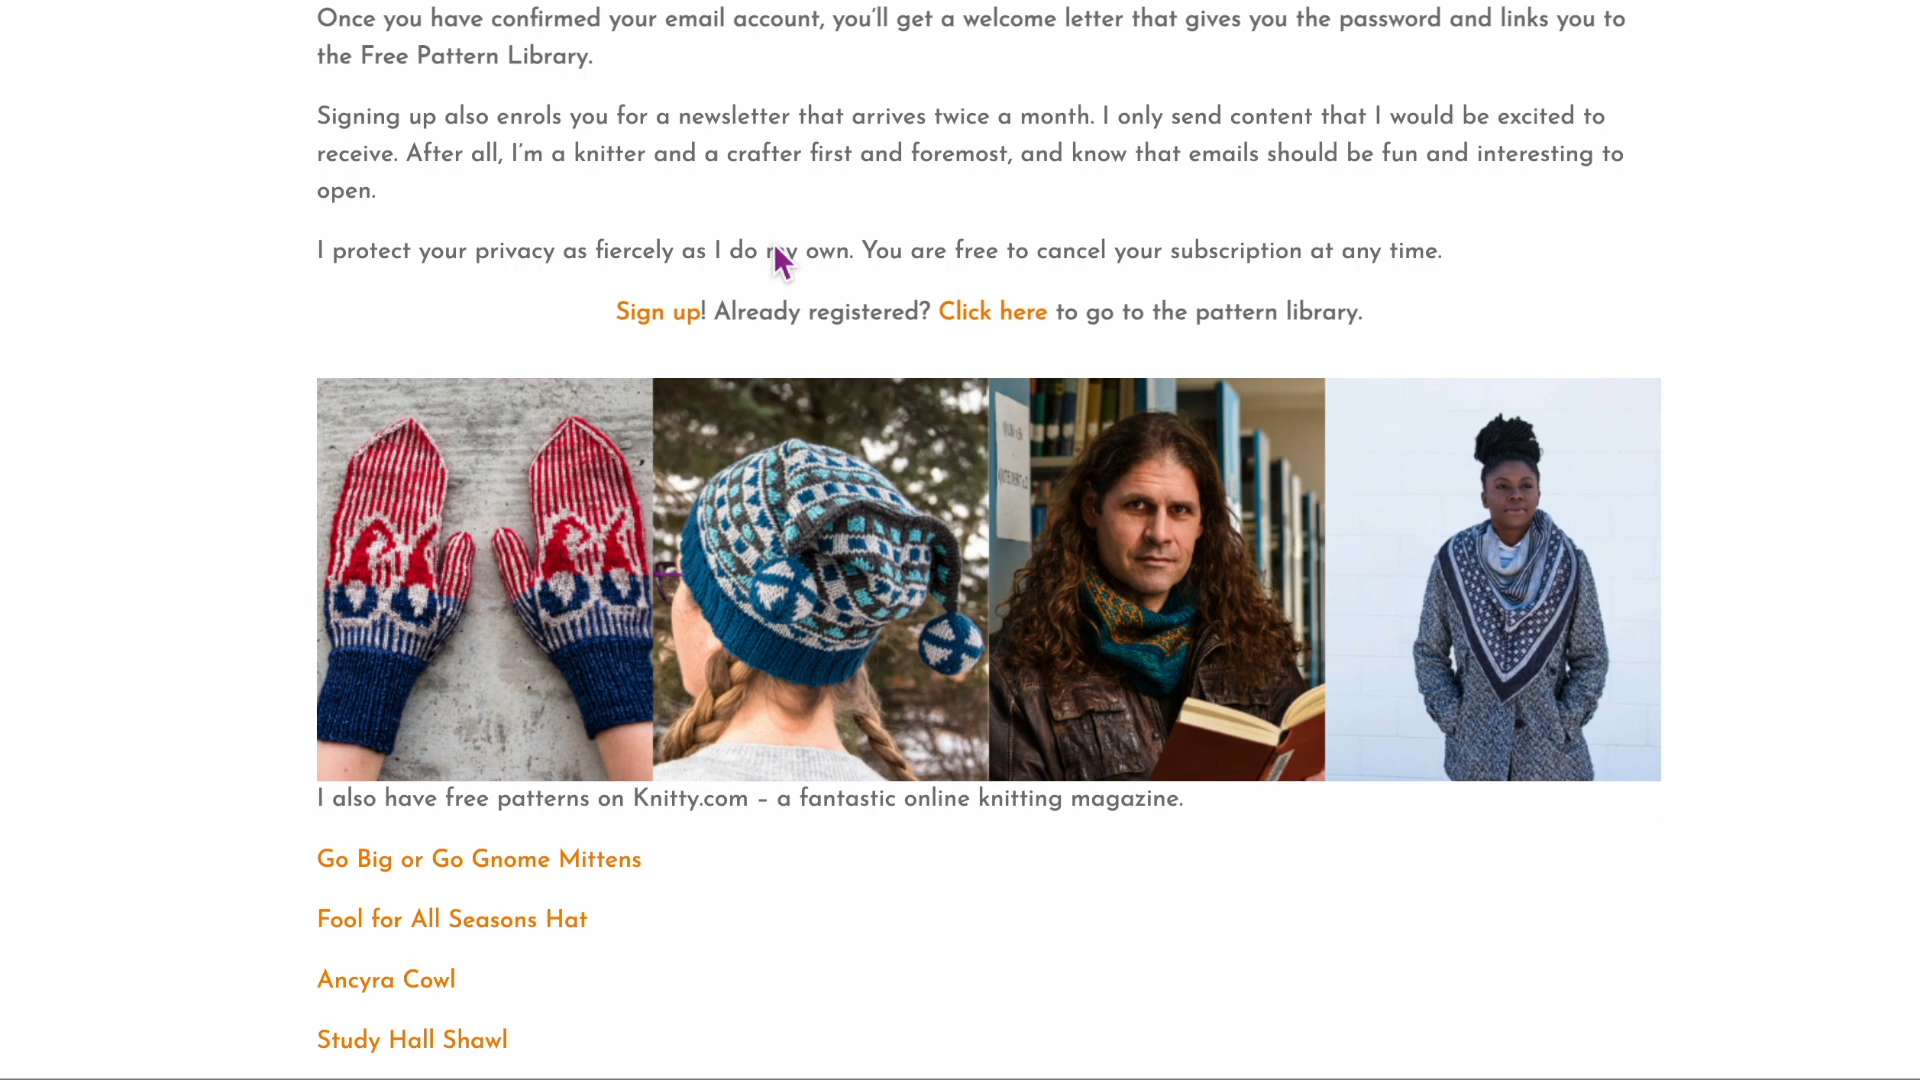 Once you have confirmed your email account, you'll get a welcome letter that gives you the password and links you to
the Free Pattern Library.
Signing up also enrols you for a newsletter that arrives twice a month. I only send content that I would be excited to
receive. After all, I'm a knitter and a crafter first and foremost, and know that emails should be fun and interesting to
open.
I protect your privacy as fiercely as I do my own. You are free to cancel your subscription at any time.
Sign up! Already registered? Click here to go to the pattern library.
I also have free patterns on Knitty.com – a fantastic online knitting magazine.
Go Big or Go Gnome Mittens
Fool for All Seasons Hat
Ancyra Cowl
Study Hall Shawl